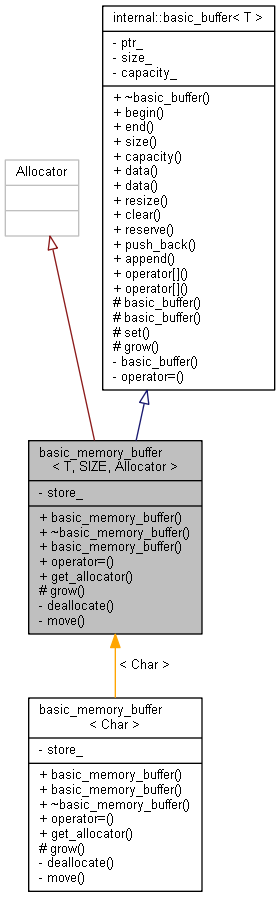 internal::basic_buffer< T >
- ptr_
- size_
- capacity_
+ ~basic_buffer()
+ begin()
+ end()
+ size()
+ capacity()
+ data()
+ data()
+ resize()
+ clear()
+ reserve()
+ push_back()
+ append()
+ operator[]()
+ operator[]()
# basic_buffer()
# basic_buffer()
# set()
# grow()
- basic_buffer()
- operator=()
Allocator
basic_memory_buffer
< T, SIZE, Allocator >
- store_
+ basic_memory_buffer()
+ ~basic_memory_buffer()
+ basic_memory_buffer()
+ operator=()
+ get_allocator()
# grow()
- deallocate()
- move()
< Char >
basic_memory_buffer
< Char >
- store_
+ basic_memory_buffer()
+ basic_memory_buffer()
+ ~basic_memory_buffer()
+ operator=()
+ get_allocator()
# grow()
- deallocate()
- move()